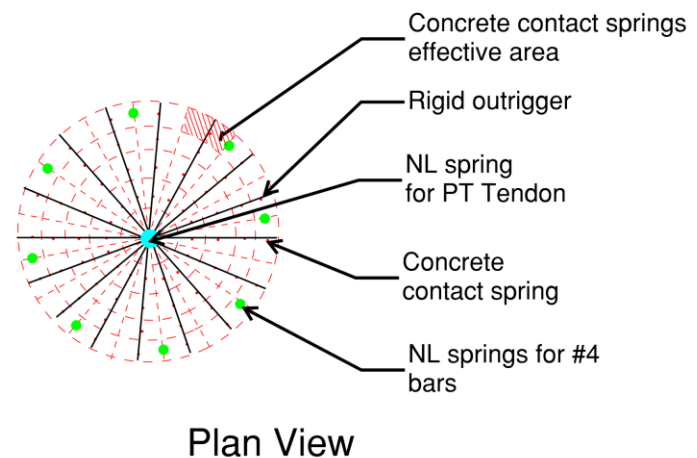 Concrete contact springs
effective area
Rigid outrigger
NL spring
for PT Tendon
Concrete
contact spring
NL springs for #4
bars
Plan View